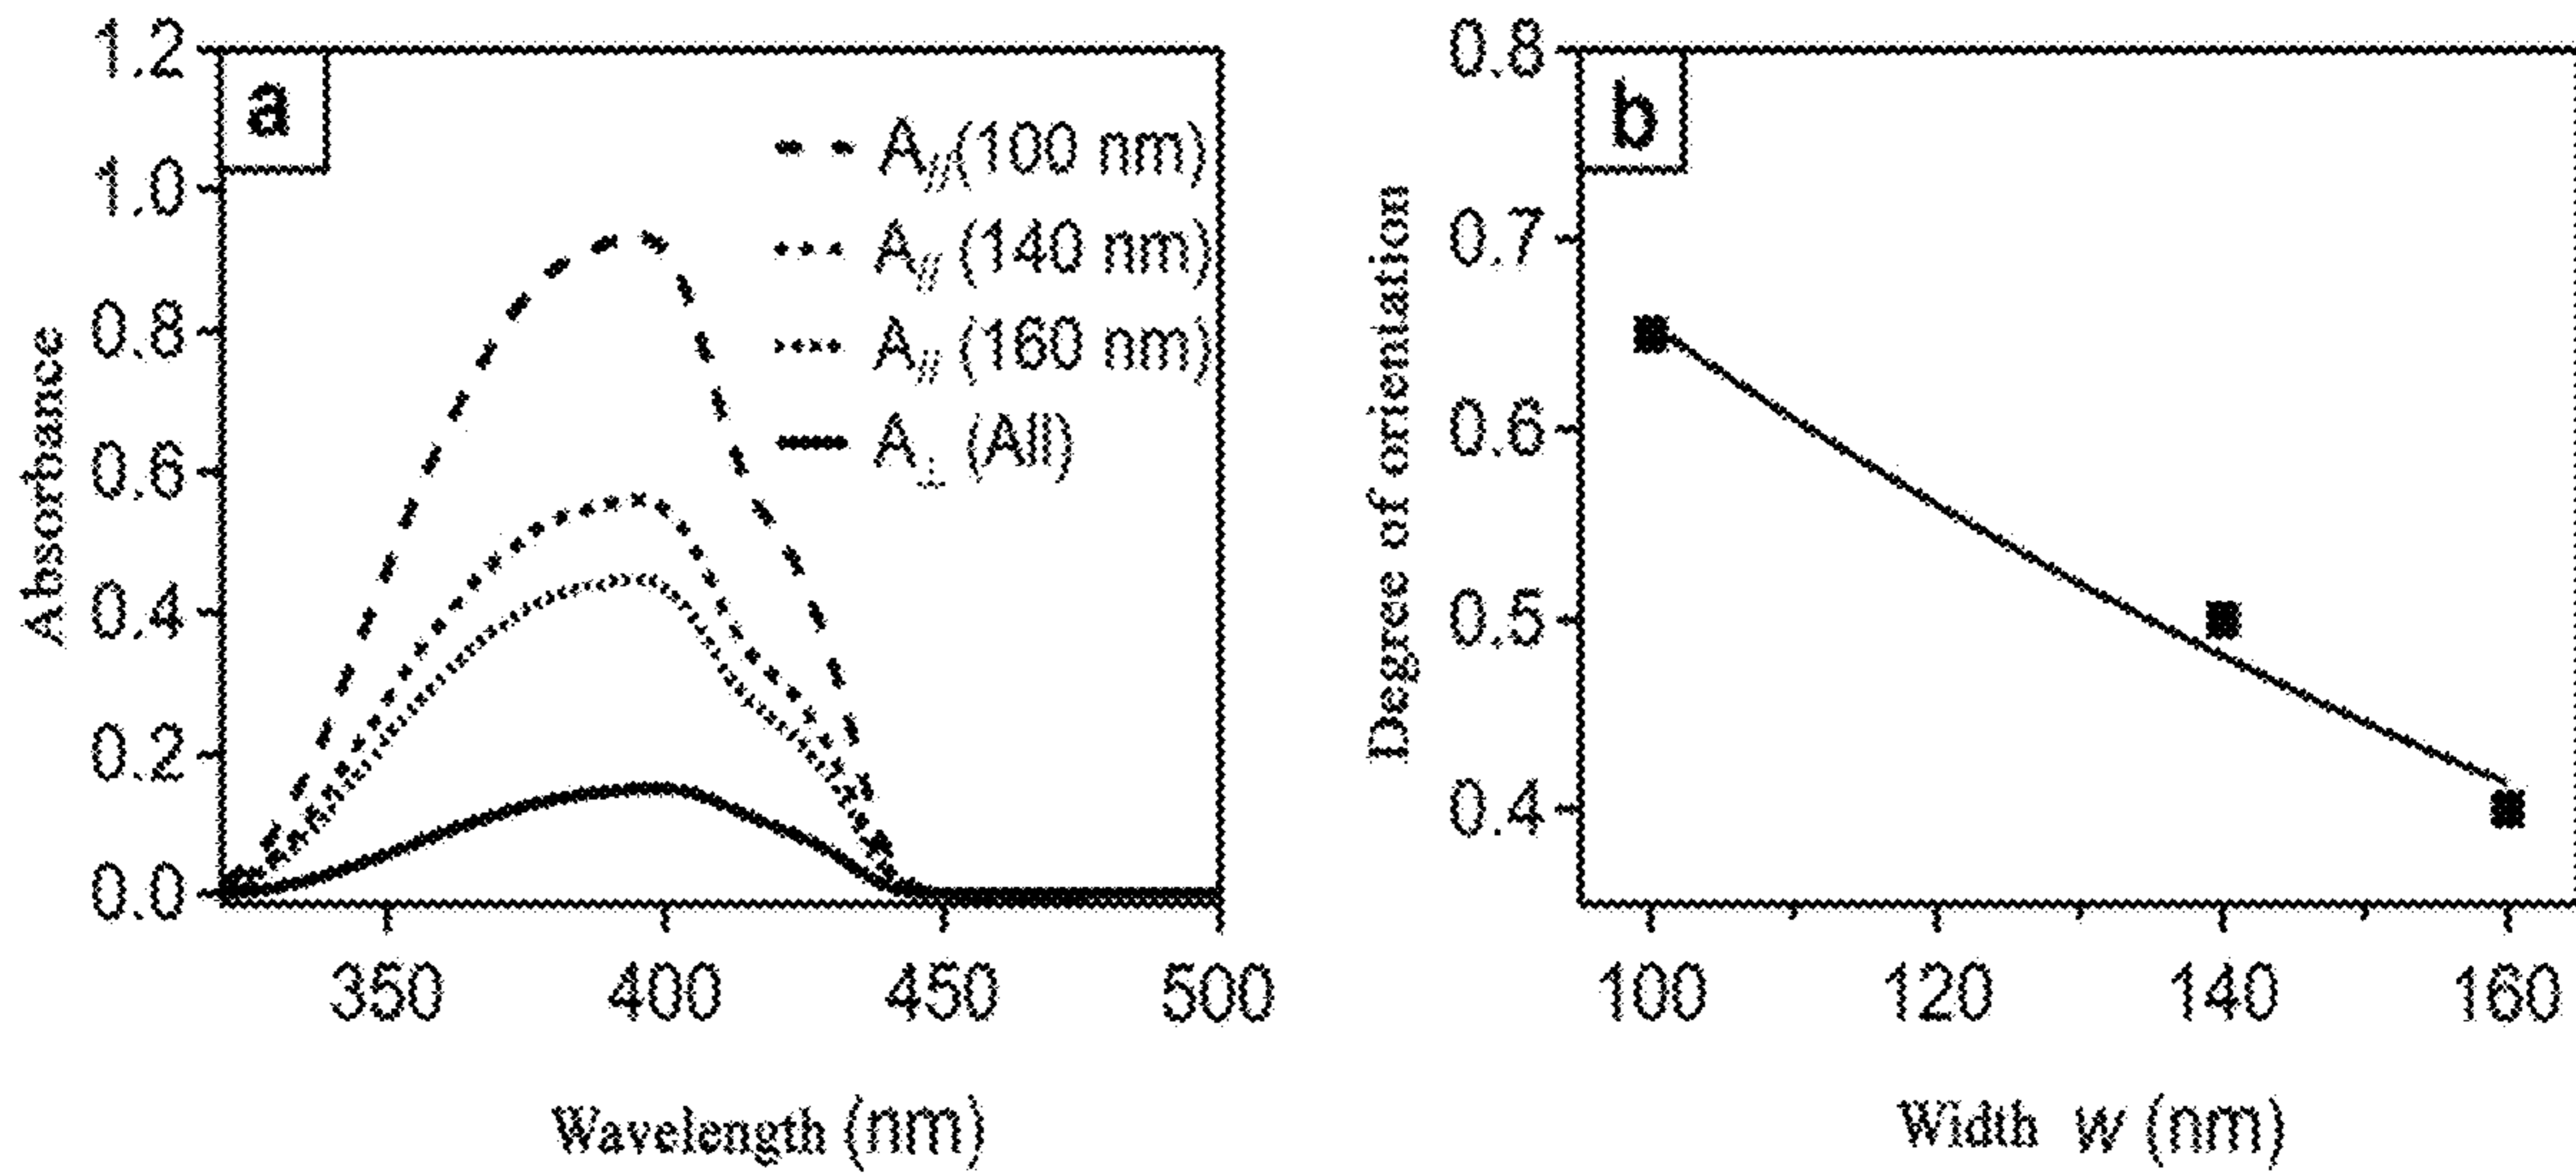 a
1.2
1.0
0.8
0.6
0.4
0.2
0.0
Absorbance
A// (100 nm)
A// (140 nm)
A// (160 nm)
A⊥ (All)
350 400 450 500
Wavelength (nm)
b
0.8
0.7
0.6
0.5
0.4
Degree of orientation
100 120 140 160
Width w (nm)